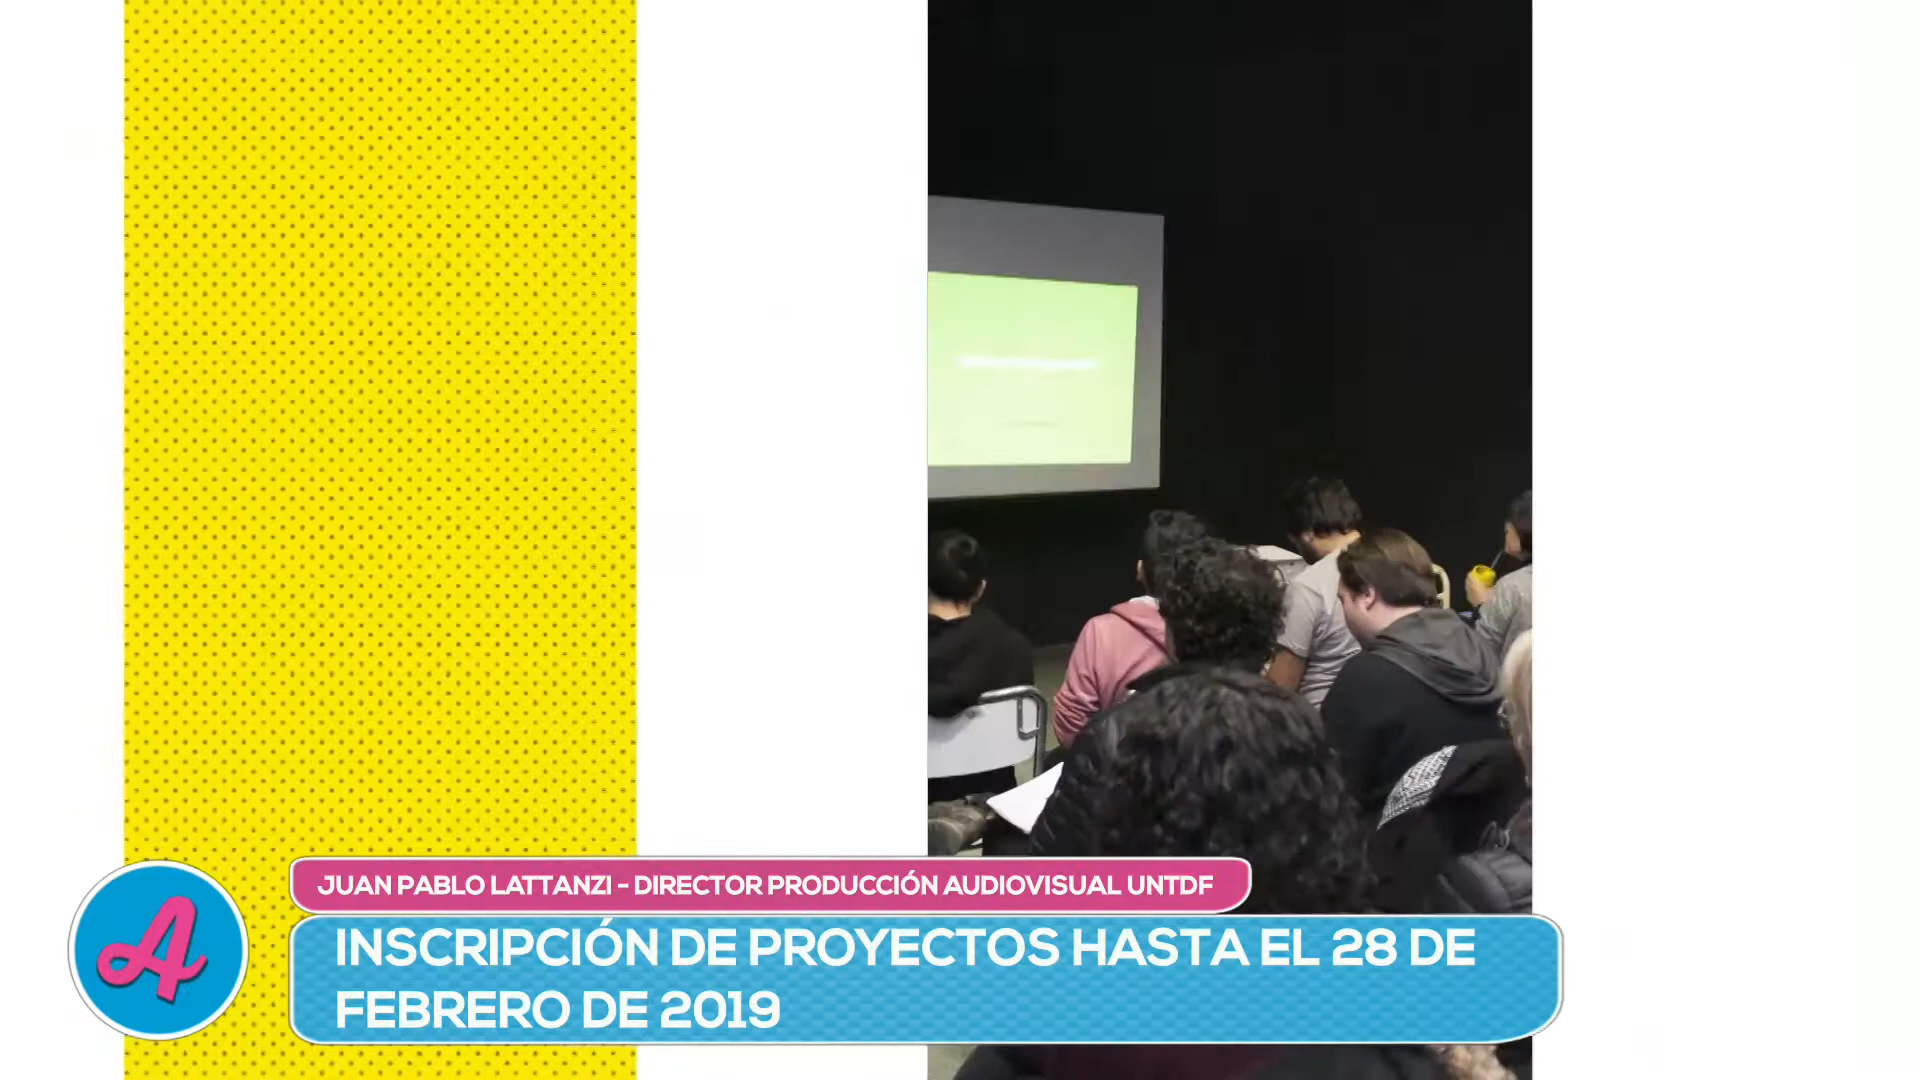 JUAN PABLO LATTANZI - DIRECTOR PRODUCCIÓN AUDIOVISUAL UNTDF
INSCRIPCIÓN DE PROYECTOS HASTA EL 28 DE
FEBRERO DE 2019
A